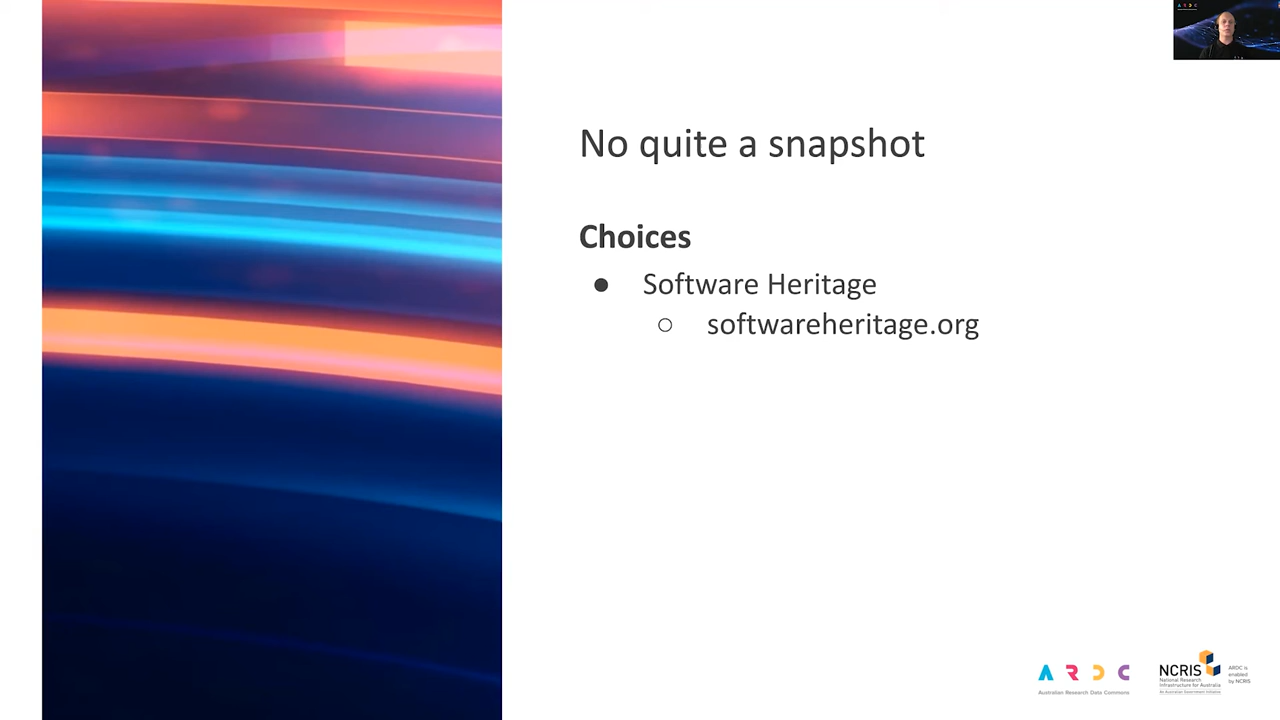 A R D C
No quite a snapshot
Choices
● Software Heritage
○ softwareheritage.org
A R D C
Australian Research Data Commons
NCRIS
National Research
Infrastructure for Australia
An Australian Government Initiative
ARDC is
enabled
by NCRIS